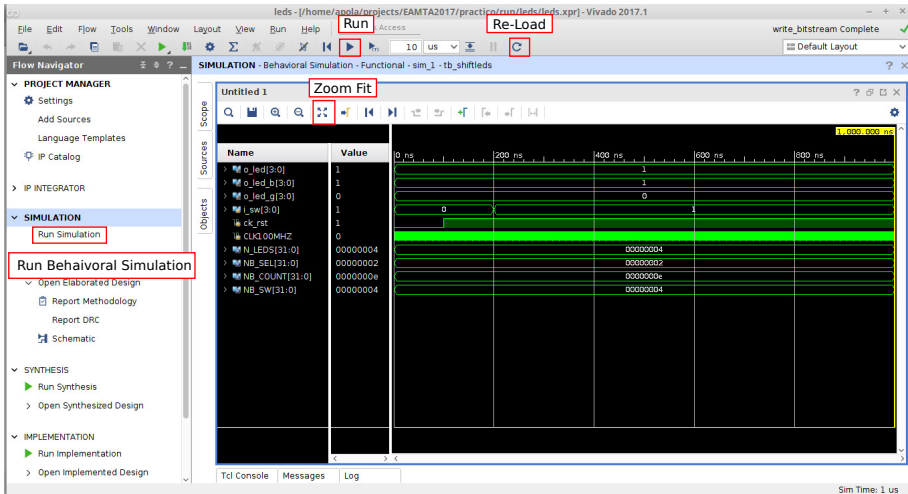 leds - [/home/apola/projects/EAMTA2017/practico/run/leds/leds.xpr] - Vivado 2017.1
File Edit Flow Tools Window Layout View Run Help Access
Run
Re-Load
write_bitstream Complete
10 us
Default Layout
Flow Navigator
SIMULATION - Behavioral Simulation - Functional - sim_1 - tb_shiftleds
PROJECT MANAGER
Settings
Add Sources
Language Templates
IP Catalog
IP INTEGRATOR
SIMULATION
Run Simulation
Run Behaivoral Simulation
Open Elaborated Design
Report Methodology
Report DRC
Schematic
SYNTHESIS
Run Synthesis
Open Synthesized Design
IMPLEMENTATION
Run Implementation
Open Implemented Design
Scope
Sources
Objects
Untitled 1
Zoom Fit
1,000.000 ns
Name Value 0 ns 200 ns 400 ns 600 ns 800 ns
o_led[3:0] 1 1
o_led_b[3:0] 1 1
o_led_g[3:0] 0 0
i_sw[3:0] 1 0 1
ck_rst 1
CLK100MHZ 0
N_LEDS[31:0] 00000004 00000004
NB_SEL[31:0] 00000002 00000002
NB_COUNT[31:0] 0000000e 0000000e
NB_SW[31:0] 00000004 00000004
Tcl Console Messages Log
Sim Time: 1 us